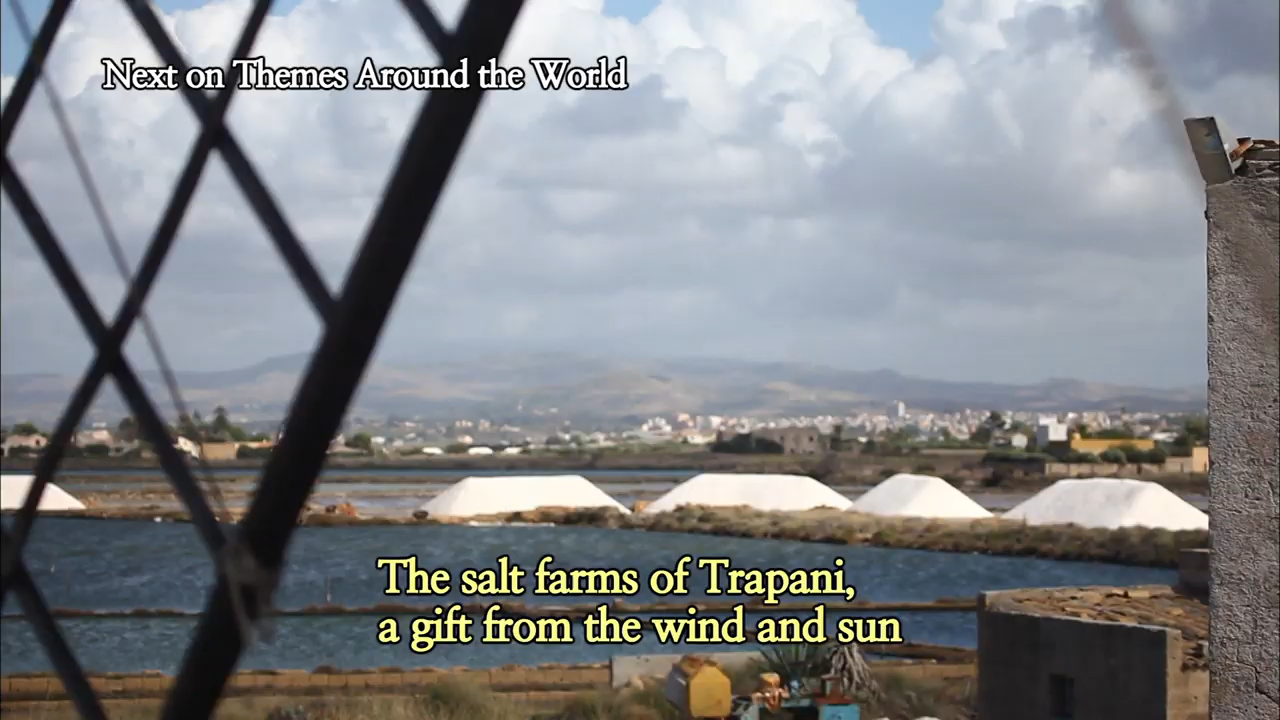 Next on Themes Around the World
The salt farms of Trapani,
a gift from the wind and sun